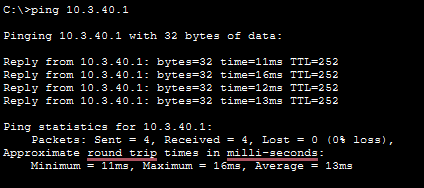 C:\>ping 10.3.40.1
Pinging 10.3.40.1 with 32 bytes of data:
Reply from 10.3.40.1: bytes=32 time=11ms TTL=252
Reply from 10.3.40.1: bytes=32 time=16ms TTL=252
Reply from 10.3.40.1: bytes=32 time=12ms TTL=252
Reply from 10.3.40.1: bytes=32 time=13ms TTL=252
Ping statistics for 10.3.40.1:
    Packets: Sent = 4, Received = 4, Lost = 0 (0% loss),
Approximate round trip times in milli-seconds:
    Minimum = 11ms, Maximum = 16ms, Average = 13ms